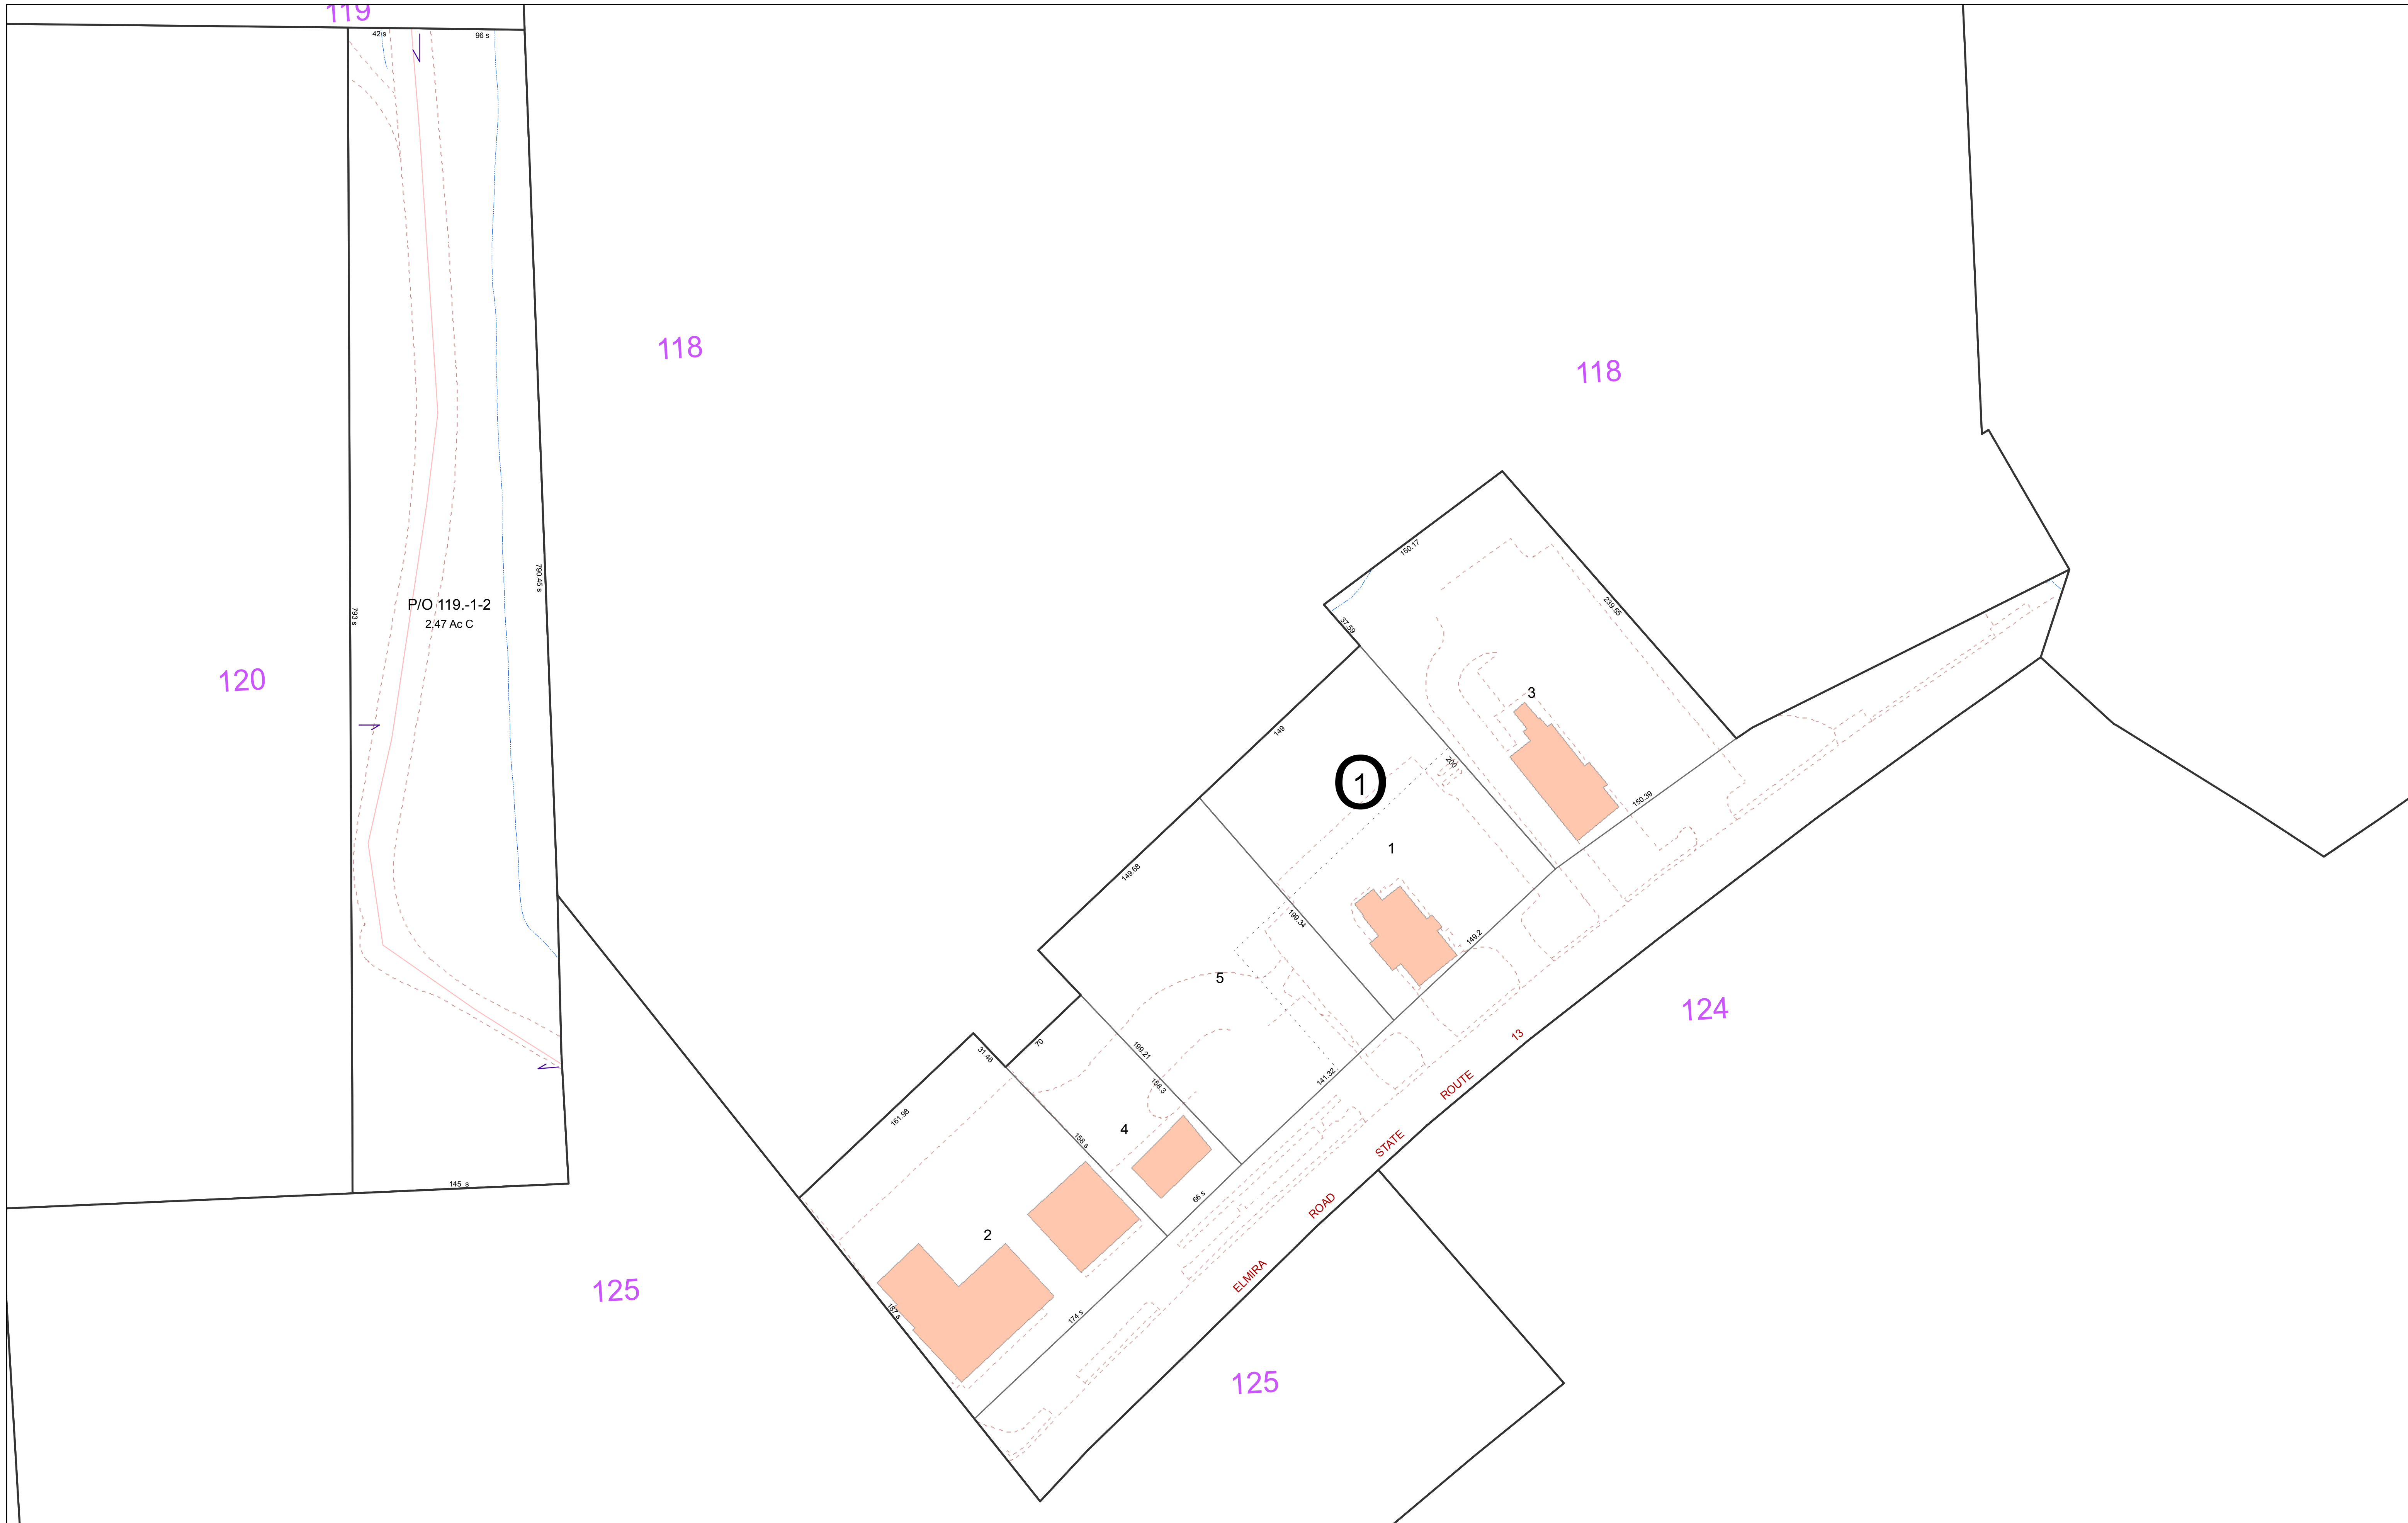 119
42 s
96 s
118
118
150.17
790.45 s
P/O 119.-1-2
2.47 Ac C
793 s
239.55
37.59
120
3
149
200
1
150.39
1
149.68
199.34
149.2
5
124
13
31.46
70
199.21
ROUTE
141.32
158.3
161.98
4
158 s
STATE
145 s
66 s
ROAD
2
ELMIRA
125
187 s
174 s
125